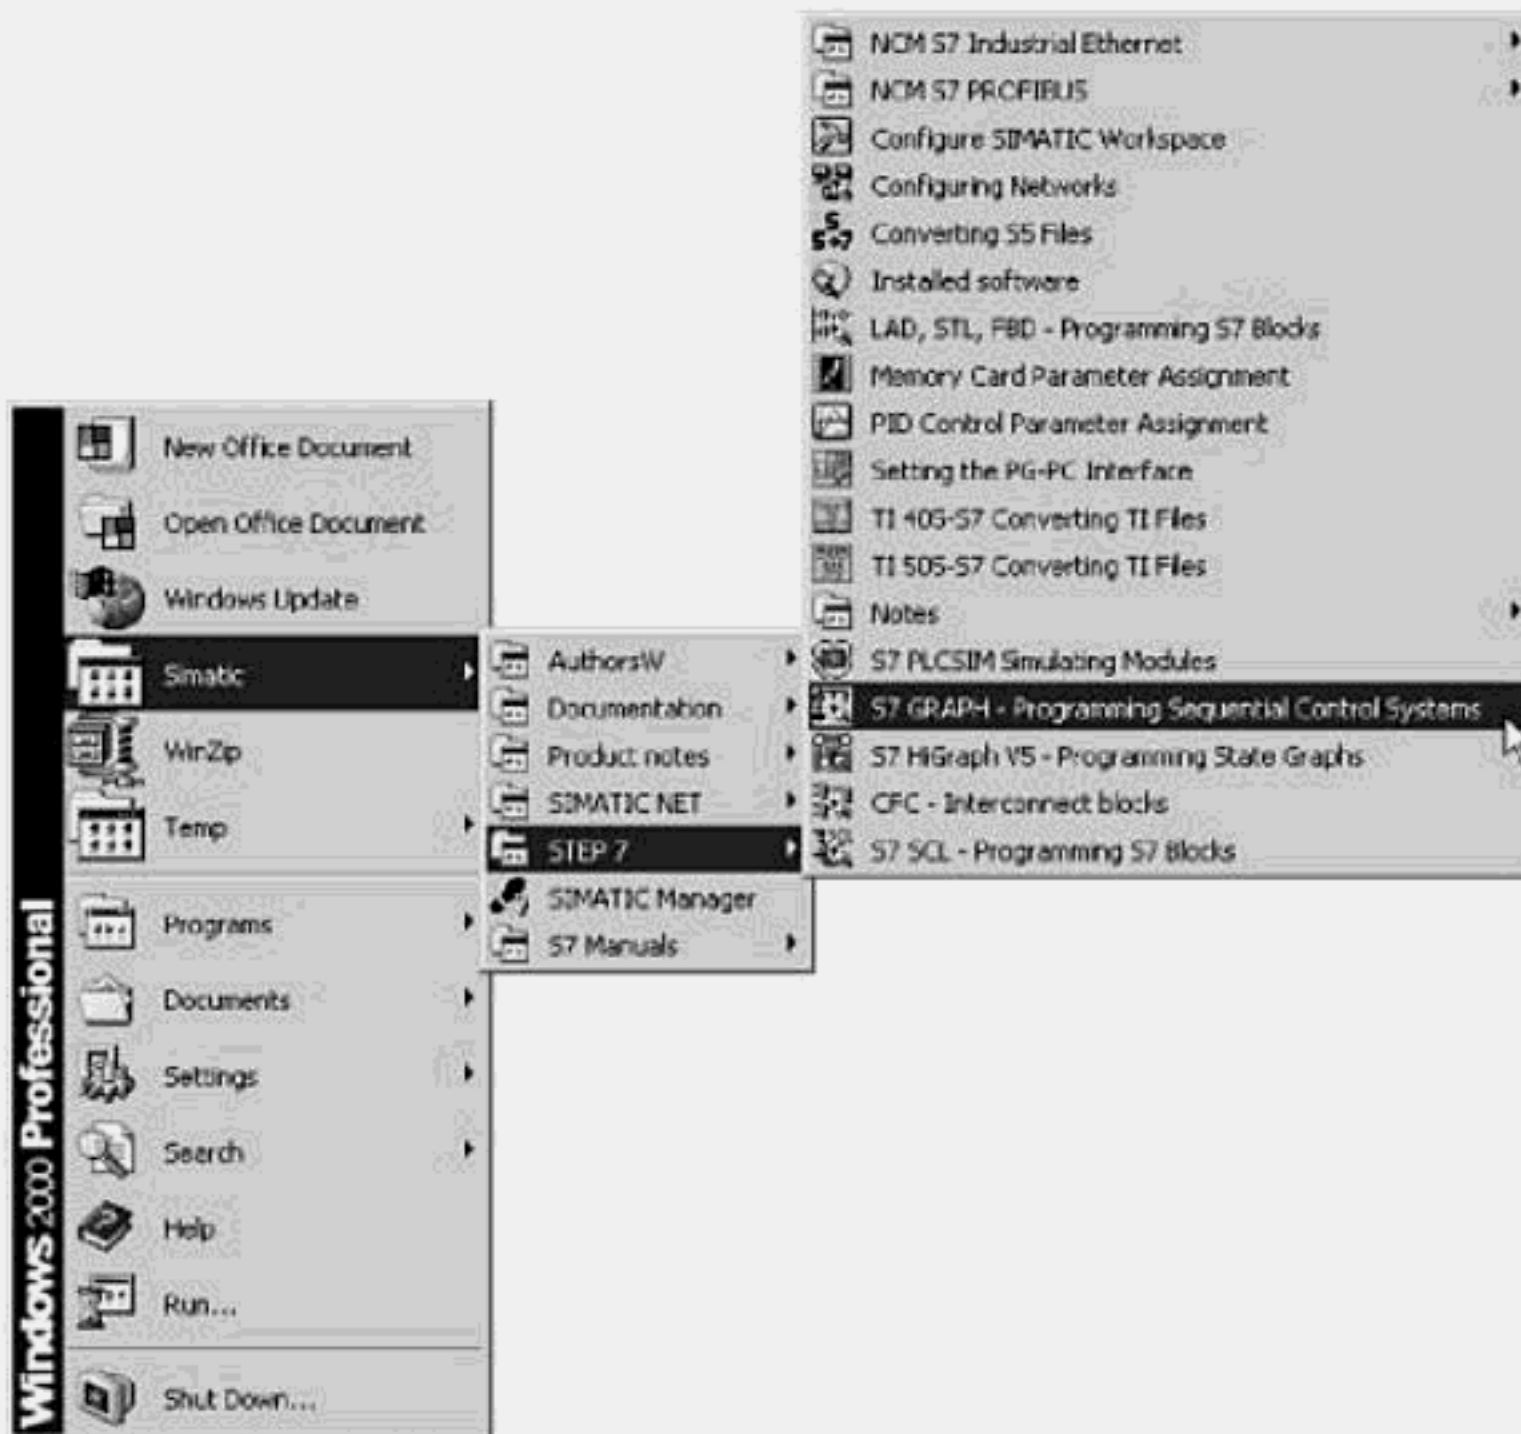 NCM S7 Industrial Ethernet
NCM S7 PROFIBUS
Configure SIMATIC Workspace
Configuring Networks
Converting S5 Files
Installed software
LAD, STL, FBD - Programming S7 Blocks
Memory Card Parameter Assignment
PID Control Parameter Assignment
Setting the PG-PC Interface
TI 405-S7 Converting TI Files
TI 505-S7 Converting TI Files
Notes
S7 PLCSIM Simulating Modules
S7 GRAPH - Programming Sequential Control Systems
S7 HiGraph V5 - Programming State Graphs
CFC - Interconnect blocks
S7 SCL - Programming S7 Blocks
New Office Document
Open Office Document
Windows Update
Simatic
WinZip
Temp
Programs
Documents
Settings
Search
Help
Run...
Shut Down...
AuthorsW
Documentation
Product notes
SIMATIC NET
STEP 7
SIMATIC Manager
S7 Manuals
Windows 2000 Professional